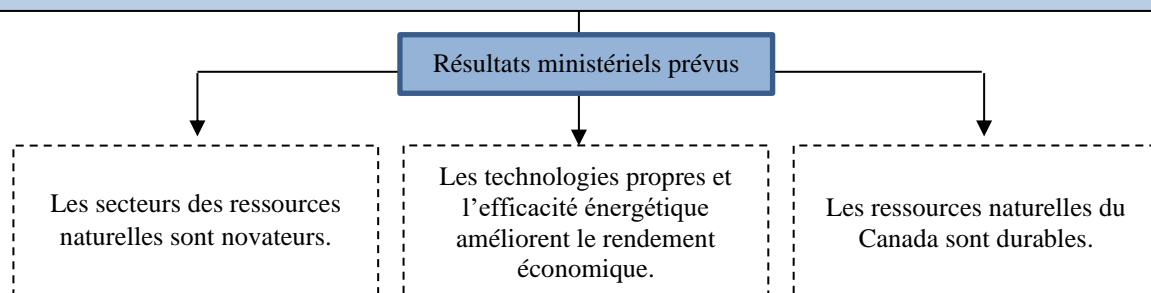 Résultats ministériels prévus
Les secteurs des ressources
naturelles sont novateurs.
Les technologies propres et
l’efficacité énergétique
améliorent le rendement
économique.
Les ressources naturelles du
Canada sont durables.